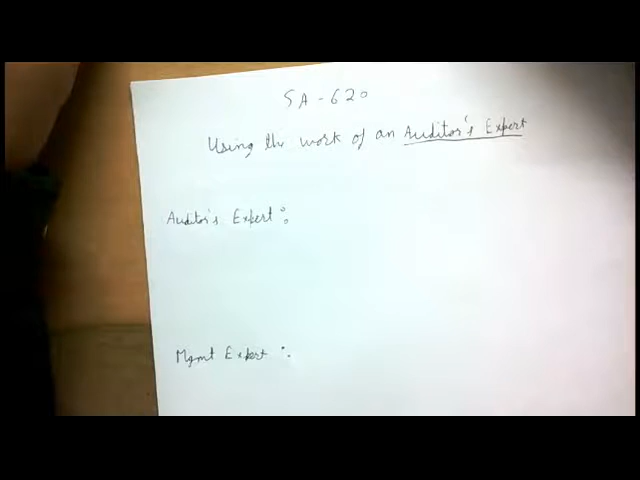 SA - 620
Using the work of an Auditor's Expert
Auditor's Expert :
Mgmt Expert :